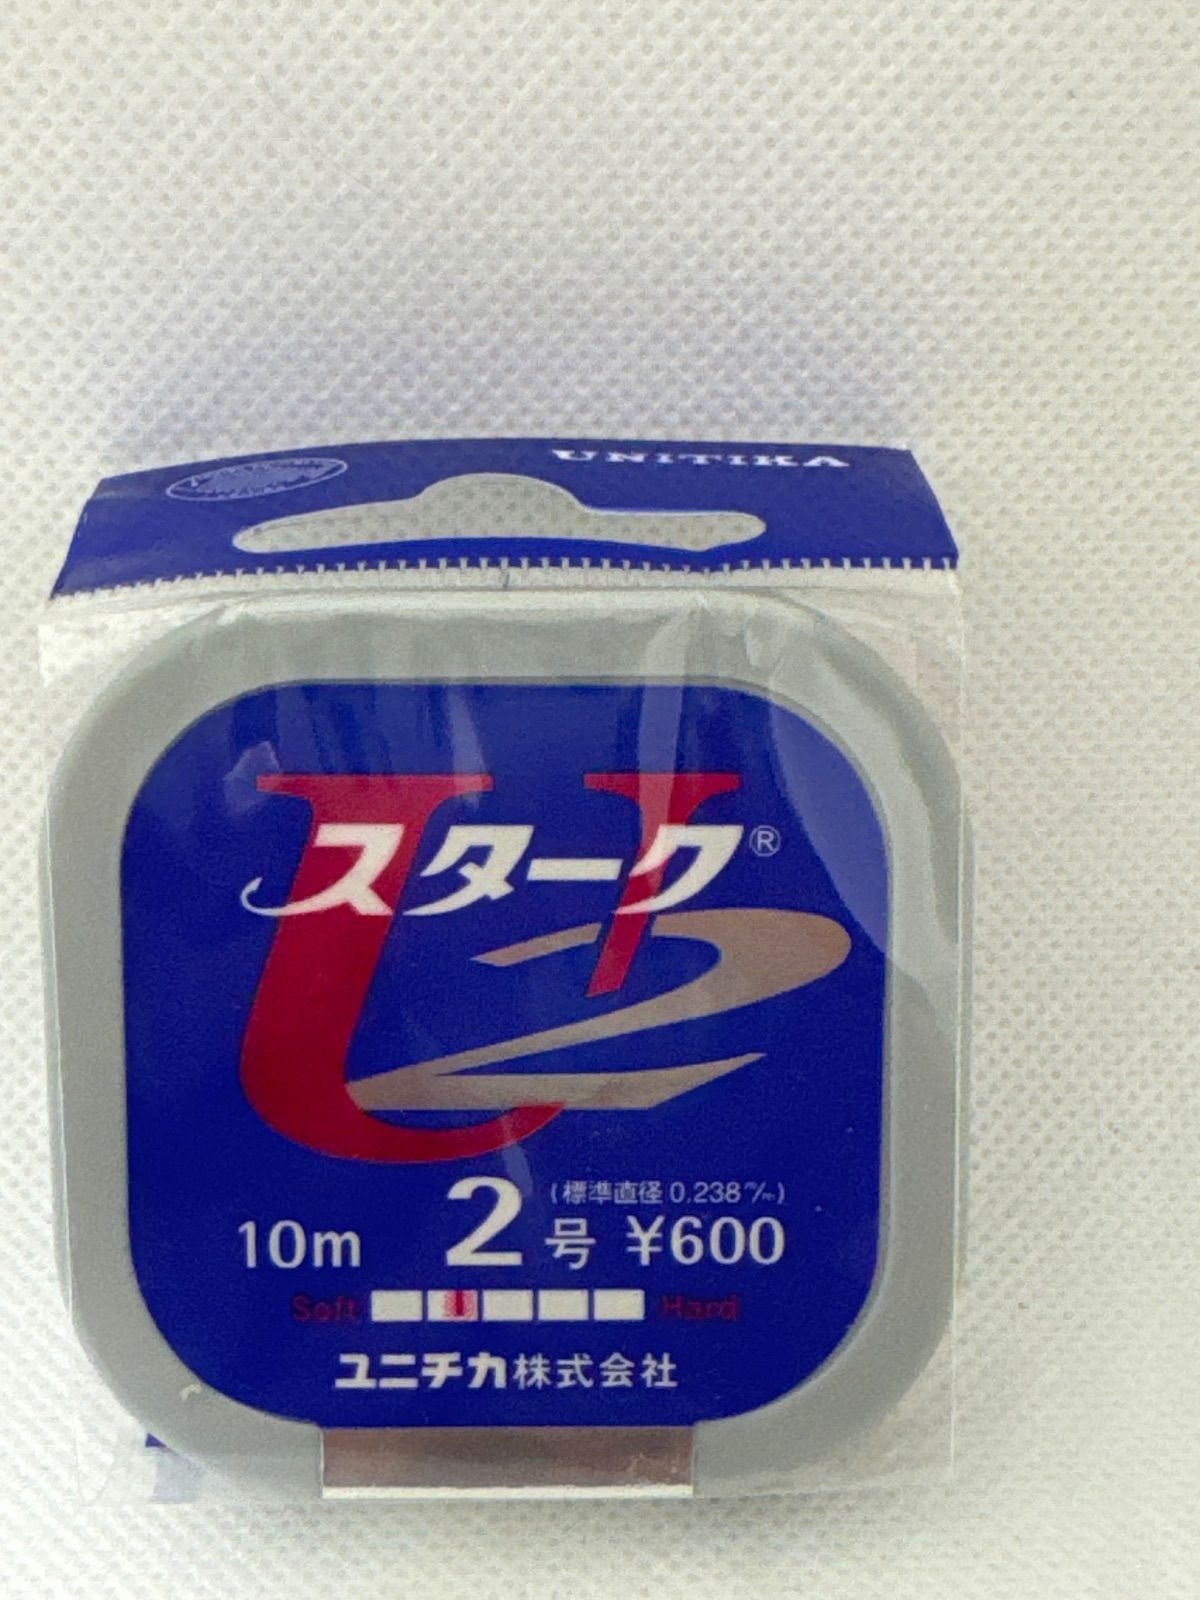 UNITIKA
スターク®
U2
2 (標準直径 0.238㎜)
10m 2号 ¥600
Soft Hard
ユニチカ株式会社